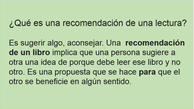 ¿Qué es una recomendación de una lectura?
Es sugerir algo, aconsejar. Una recomendación
de un libro implica que una persona sugiere a
otra una idea de porque debe leer ese libro y no
otro. Es una propuesta que se hace para que el
otro se beneficie en algún sentido.